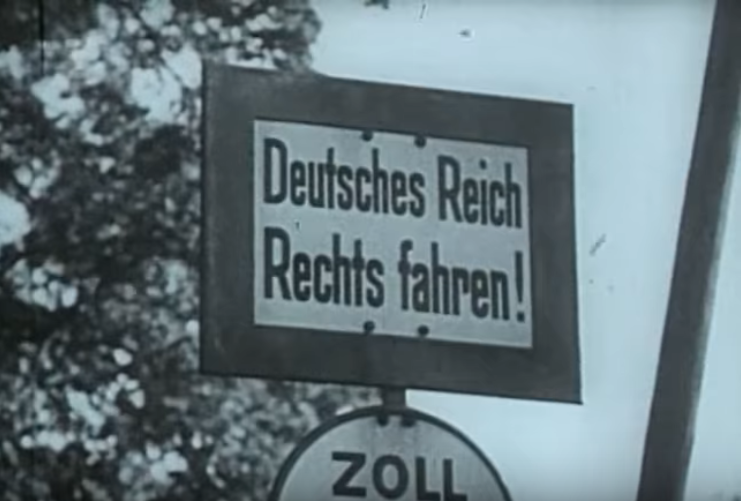 Deutsches Reich
Rechts fahren!
ZOLL